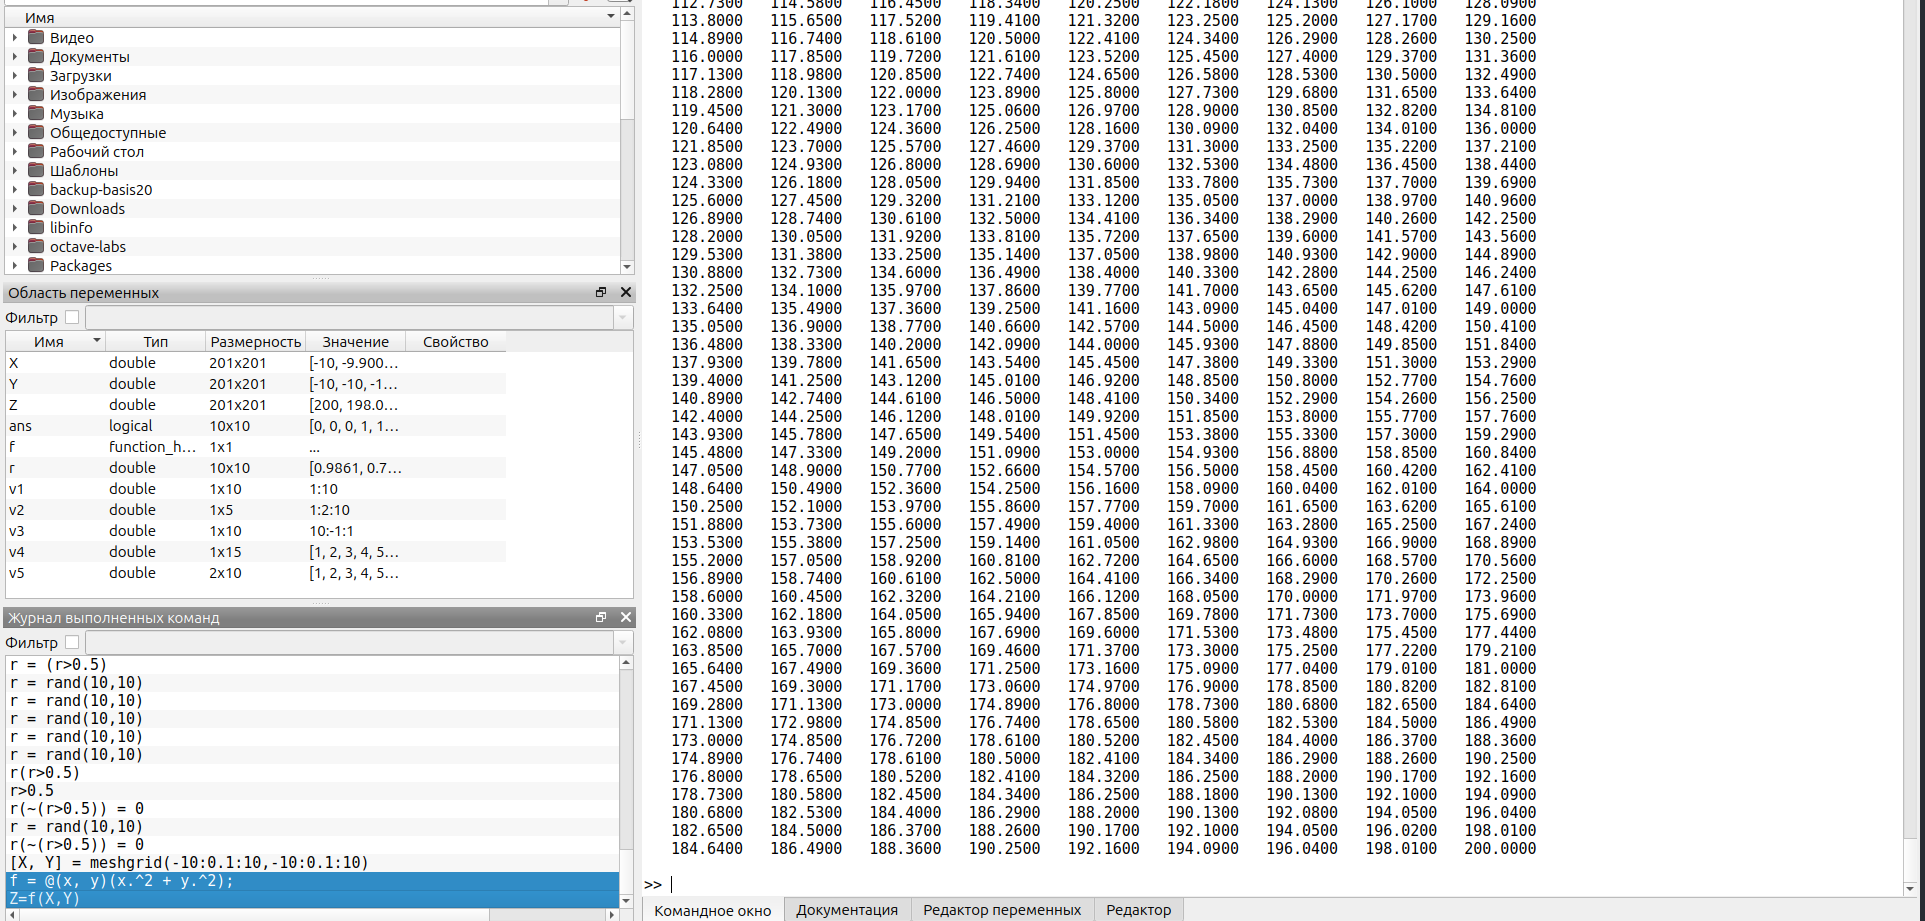 Имя
Видео
Документы
Загрузки
Изображения
Музыка
Общедоступные
Рабочий стол
Шаблоны
backup-basis20
Downloads
libinfo
octave-labs
Packages
Область переменных
Фильтр
Имя Тип Размерность Значение Свойство
X double 201x201 [-10, -9.900...
Y double 201x201 [-10, -10, -1...
Z double 201x201 [200, 198.0...
ans logical 10x10 [0, 0, 0, 1, 1...
f function_h... 1x1 ...
r double 10x10 [0.9861, 0.7...
v1 double 1x10 1:10
v2 double 1x5 1:2:10
v3 double 1x10 10:-1:1
v4 double 1x15 [1, 2, 3, 4, 5...
v5 double 2x10 [1, 2, 3, 4, 5...
Журнал выполненных команд
Фильтр
r = (r>0.5)
r = rand(10,10)
r = rand(10,10)
r = rand(10,10)
r = rand(10,10)
r = rand(10,10)
r(r>0.5)
r>0.5
r(~(r>0.5)) = 0
r = rand(10,10)
r(~(r>0.5)) = 0
[X, Y] = meshgrid(-10:0.1:10,-10:0.1:10)
f = @(x, y)(x.^2 + y.^2);
Z=f(X,Y)
112.7300 114.5800 116.4500 118.3400 120.2500 122.1800 124.1300 126.1000 128.0900
113.8000 115.6500 117.5200 119.4100 121.3200 123.2500 125.2000 127.1700 129.1600
114.8900 116.7400 118.6100 120.5000 122.4100 124.3400 126.2900 128.2600 130.2500
116.0000 117.8500 119.7200 121.6100 123.5200 125.4500 127.4000 129.3700 131.3600
117.1300 118.9800 120.8500 122.7400 124.6500 126.5800 128.5300 130.5000 132.4900
118.2800 120.1300 122.0000 123.8900 125.8000 127.7300 129.6800 131.6500 133.6400
119.4500 121.3000 123.1700 125.0600 126.9700 128.9000 130.8500 132.8200 134.8100
120.6400 122.4900 124.3600 126.2500 128.1600 130.0900 132.0400 134.0100 136.0000
121.8500 123.7000 125.5700 127.4600 129.3700 131.3000 133.2500 135.2200 137.2100
123.0800 124.9300 126.8000 128.6900 130.6000 132.5300 134.4800 136.4500 138.4400
124.3300 126.1800 128.0500 129.9400 131.8500 133.7800 135.7300 137.7000 139.6900
125.6000 127.4500 129.3200 131.2100 133.1200 135.0500 137.0000 138.9700 140.9600
126.8900 128.7400 130.6100 132.5000 134.4100 136.3400 138.2900 140.2600 142.2500
128.2000 130.0500 131.9200 133.8100 135.7200 137.6500 139.6000 141.5700 143.5600
129.5300 131.3800 133.2500 135.1400 137.0500 138.9800 140.9300 142.9000 144.8900
130.8800 132.7300 134.6000 136.4900 138.4000 140.3300 142.2800 144.2500 146.2400
132.2500 134.1000 135.9700 137.8600 139.7700 141.7000 143.6500 145.6200 147.6100
133.6400 135.4900 137.3600 139.2500 141.1600 143.0900 145.0400 147.0100 149.0000
135.0500 136.9000 138.7700 140.6600 142.5700 144.5000 146.4500 148.4200 150.4100
136.4800 138.3300 140.2000 142.0900 144.0000 145.9300 147.8800 149.8500 151.8400
137.9300 139.7800 141.6500 143.5400 145.4500 147.3800 149.3300 151.3000 153.2900
139.4000 141.2500 143.1200 145.0100 146.9200 148.8500 150.8000 152.7700 154.7600
140.8900 142.7400 144.6100 146.5000 148.4100 150.3400 152.2900 154.2600 156.2500
142.4000 144.2500 146.1200 148.0100 149.9200 151.8500 153.8000 155.7700 157.7600
143.9300 145.7800 147.6500 149.5400 151.4500 153.3800 155.3300 157.3000 159.2900
145.4800 147.3300 149.2000 151.0900 153.0000 154.9300 156.8800 158.8500 160.8400
147.0500 148.9000 150.7700 152.6600 154.5700 156.5000 158.4500 160.4200 162.4100
148.6400 150.4900 152.3600 154.2500 156.1600 158.0900 160.0400 162.0100 164.0000
150.2500 152.1000 153.9700 155.8600 157.7700 159.7000 161.6500 163.6200 165.6100
151.8800 153.7300 155.6000 157.4900 159.4000 161.3300 163.2800 165.2500 167.2400
153.5300 155.3800 157.2500 159.1400 161.0500 162.9800 164.9300 166.9000 168.8900
155.2000 157.0500 158.9200 160.8100 162.7200 164.6500 166.6000 168.5700 170.5600
156.8900 158.7400 160.6100 162.5000 164.4100 166.3400 168.2900 170.2600 172.2500
158.6000 160.4500 162.3200 164.2100 166.1200 168.0500 170.0000 171.9700 173.9600
160.3300 162.1800 164.0500 165.9400 167.8500 169.7800 171.7300 173.7000 175.6900
162.0800 163.9300 165.8000 167.6900 169.6000 171.5300 173.4800 175.4500 177.4400
163.8500 165.7000 167.5700 169.4600 171.3700 173.3000 175.2500 177.2200 179.2100
165.6400 167.4900 169.3600 171.2500 173.1600 175.0900 177.0400 179.0100 181.0000
167.4500 169.3000 171.1700 173.0600 174.9700 176.9000 178.8500 180.8200 182.8100
169.2800 171.1300 173.0000 174.8900 176.8000 178.7300 180.6800 182.6500 184.6400
171.1300 172.9800 174.8500 176.7400 178.6500 180.5800 182.5300 184.5000 186.4900
173.0000 174.8500 176.7200 178.6100 180.5200 182.4500 184.4000 186.3700 188.3600
174.8900 176.7400 178.6100 180.5000 182.4100 184.3400 186.2900 188.2600 190.2500
176.8000 178.6500 180.5200 182.4100 184.3200 186.2500 188.2000 190.1700 192.1600
178.7300 180.5800 182.4500 184.3400 186.2500 188.1800 190.1300 192.1000 194.0900
180.6800 182.5300 184.4000 186.2900 188.2000 190.1300 192.0800 194.0500 196.0400
182.6500 184.5000 186.3700 188.2600 190.1700 192.1000 194.0500 196.0200 198.0100
184.6400 186.4900 188.3600 190.2500 192.1600 194.0900 196.0400 198.0100 200.0000
>>
Командное окно Документация Редактор переменных Редактор